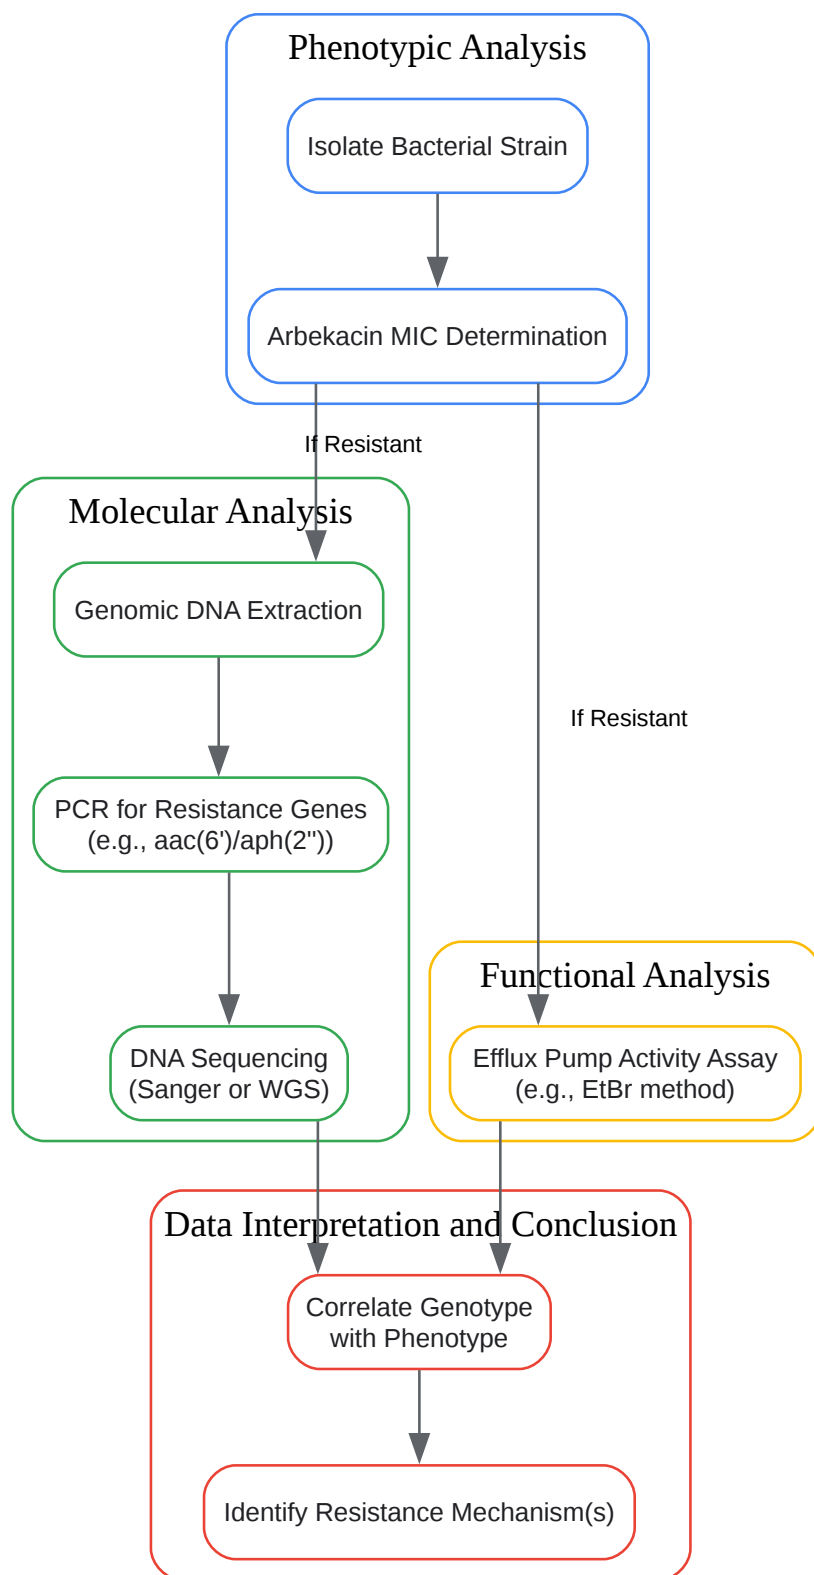 Phenotypic Analysis
Isolate Bacterial Strain
Arbekacin MIC Determination
If Resistant
Molecular Analysis
Genomic DNA Extraction
If Resistant
PCR for Resistance Genes
(e.g., aac(6')/aph(2''))
Functional Analysis
DNA Sequencing
(Sanger or WGS)
Efflux Pump Activity Assay
(e.g., EtBr method)
Data Interpretation and Conclusion
Correlate Genotype
with Phenotype
Identify Resistance Mechanism(s)